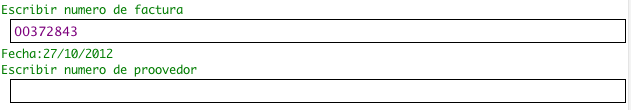 Escribir numero de factura
00372843
Fecha:27/10/2012
Escribir numero de proovedor